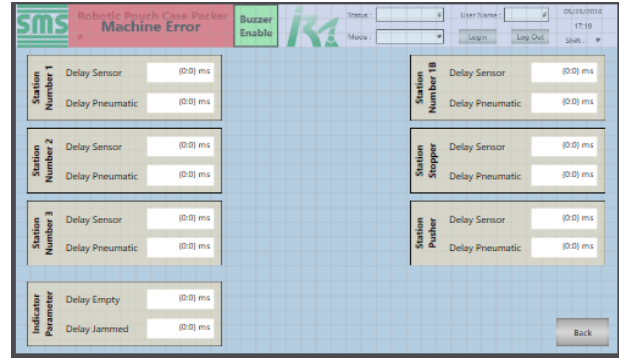 SMS
Robotic Pouch Case Packer
Machine Error
#
Buzzer
Enable
Status : #
Mode : #
User Name : #
Login
Log Out
05/28/2018
17:19
Shift : #
Station
Number 1
Delay Sensor (0:0) ms
Delay Pneumatic (0:0) ms
Station
Number 1B
Delay Sensor (0:0) ms
Delay Pneumatic (0:0) ms
Station
Number 2
Delay Sensor (0:0) ms
Delay Pneumatic (0:0) ms
Station
Stopper
Delay Sensor (0:0) ms
Delay Pneumatic (0:0) ms
Station
Number 3
Delay Sensor (0:0) ms
Delay Pneumatic (0:0) ms
Station
Pusher
Delay Sensor (0:0) ms
Delay Pneumatic (0:0) ms
Indicator
Parameter
Delay Empty (0:0) ms
Delay Jammed (0:0) ms
Back